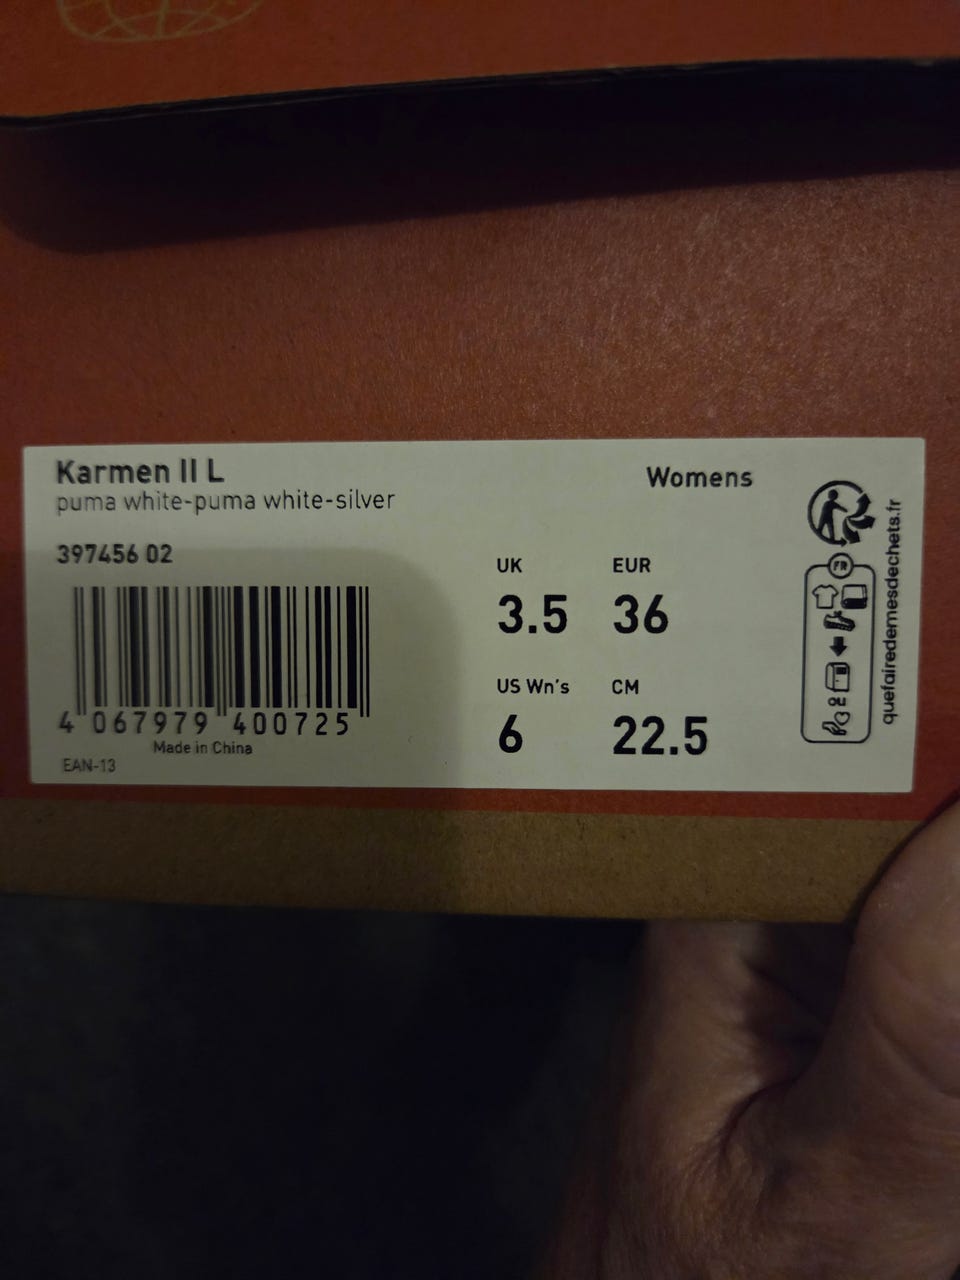 Karmen II L
puma white-puma white-silver
Womens
397456 02
UK
EUR
3.5
36
US Wn's
CM
6
22.5
4 067979 400725
Made in China
EAN-13
FR
OU
quefairedemesdechets.fr